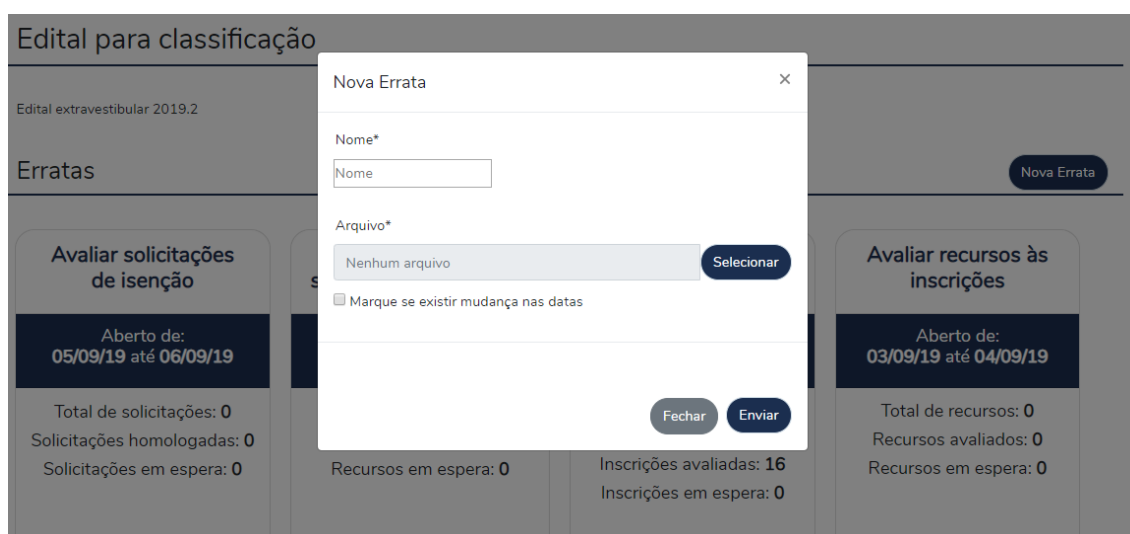 Edital para classificação
Nova Errata
×
Edital extravestibular 2019.2
Nome*
Nome
Erratas
Nova Errata
Arquivo*
Nenhum arquivo
Selecionar
Marque se existir mudança nas datas
Fechar
Enviar
Avaliar solicitações
de isenção
Aberto de:
05/09/19 até 06/09/19
Total de solicitações: 0
Solicitações homologadas: 0
Solicitações em espera: 0
Recursos em espera: 0
Inscrições avaliadas: 16
Inscrições em espera: 0
Avaliar recursos às
inscrições
Aberto de:
03/09/19 até 04/09/19
Total de recursos: 0
Recursos avaliados: 0
Recursos em espera: 0